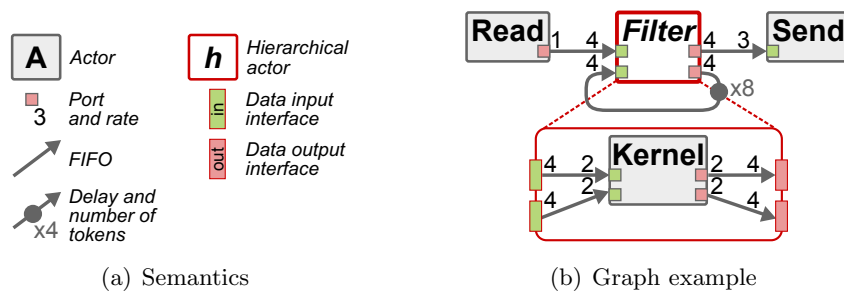 A
Actor
h
Hierarchical
actor
3
Port
and rate
in
Data input
interface
FIFO
out
Data output
interface
x4
Delay and
number of
tokens
(a) Semantics
Read
1
4
Filter
4
3
Send
4
4
x8
4
2
Kernel
2
4
4
2
2
4
(b) Graph example